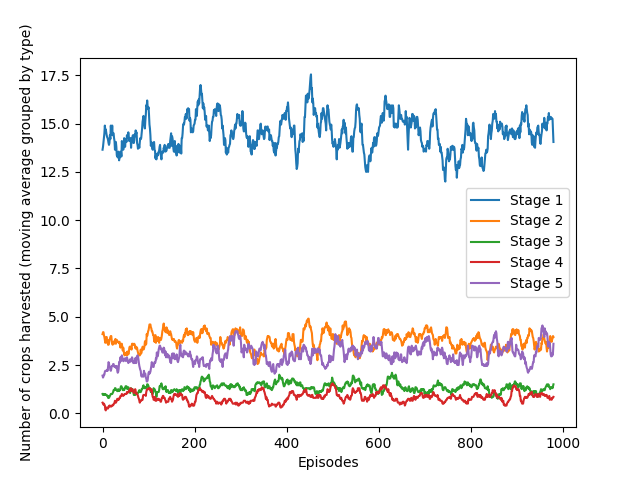 Number of crops harvested (moving average grouped by type)
17.5
15.0
12.5
10.0
7.5
5.0
2.5
0.0
Stage 1
Stage 2
Stage 3
Stage 4
Stage 5
0 200 400 600 800 1000
Episodes